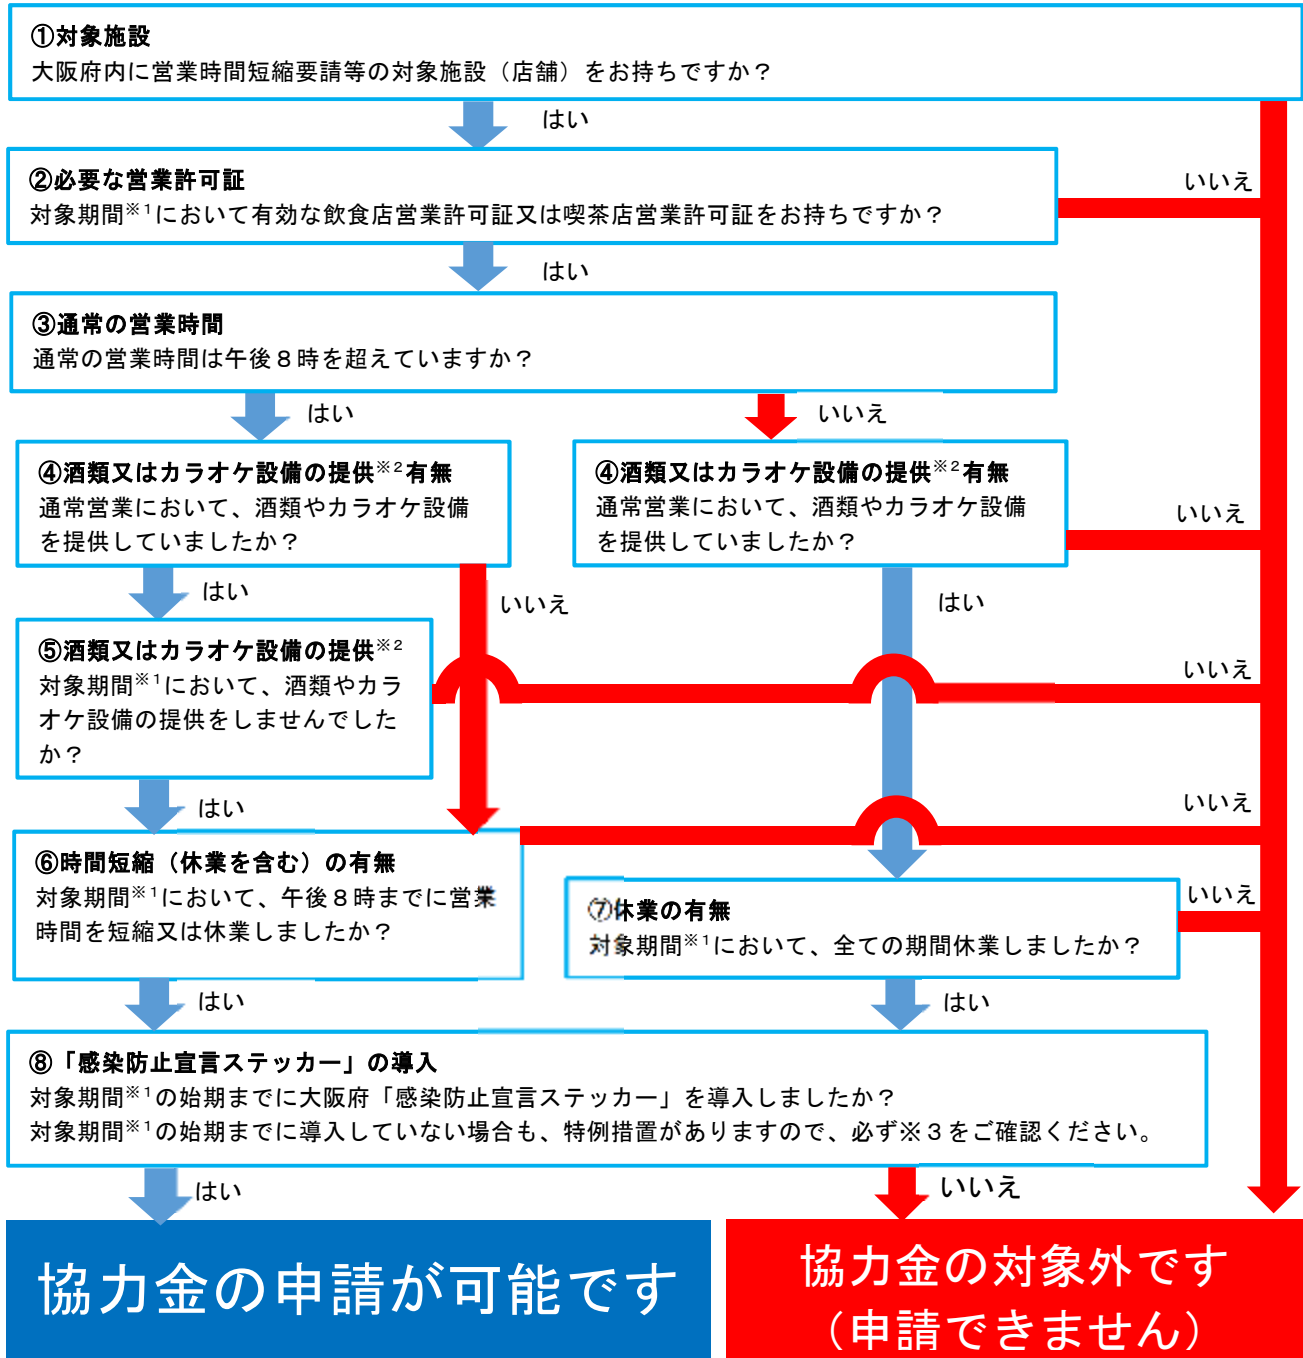 ①対象施設
大阪府内に営業時間短縮要請等の対象施設（店舗）をお持ちですか？
はい
いいえ
②必要な営業許可証
対象期間※1において有効な飲食店営業許可証又は喫茶店営業許可証をお持ちですか？
はい
③通常の営業時間
通常の営業時間は午後８時を超えていますか？
はい
いいえ
④酒類又はカラオケ設備の提供※2有無
通常営業において、酒類やカラオケ設備
を提供していましたか？
④酒類又はカラオケ設備の提供※2有無
通常営業において、酒類やカラオケ設備
を提供していましたか？
いいえ
はい
いいえ
はい
⑤酒類又はカラオケ設備の提供※2
対象期間※1において、酒類やカラ
オケ設備の提供をしませんでした
か？
いいえ
はい
いいえ
⑥時間短縮（休業を含む）の有無
対象期間※1において、午後８時までに営業
時間を短縮又は休業しましたか？
⑦休業の有無
対象期間※1において、全ての期間休業しましたか？
いいえ
はい
はい
⑧「感染防止宣言ステッカー」の導入
対象期間※1の始期までに大阪府「感染防止宣言ステッカー」を導入しましたか？
対象期間※1の始期までに導入していない場合も、特例措置がありますので、必ず※３をご確認ください。
はい
いいえ
協力金の申請が可能です
協力金の対象外です
（申請できません）